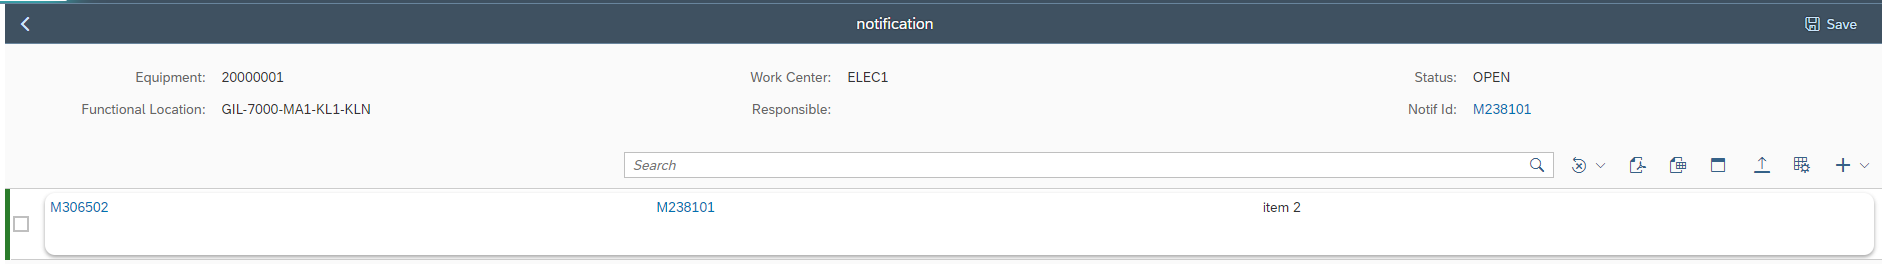 notification
Save
Equipment: 20000001 Work Center: ELEC1 Status: OPEN
Functional Location: GIL-7000-MA1-KL1-KLN Responsible: Notif Id: M238101
Search
M306502 M238101 item 2